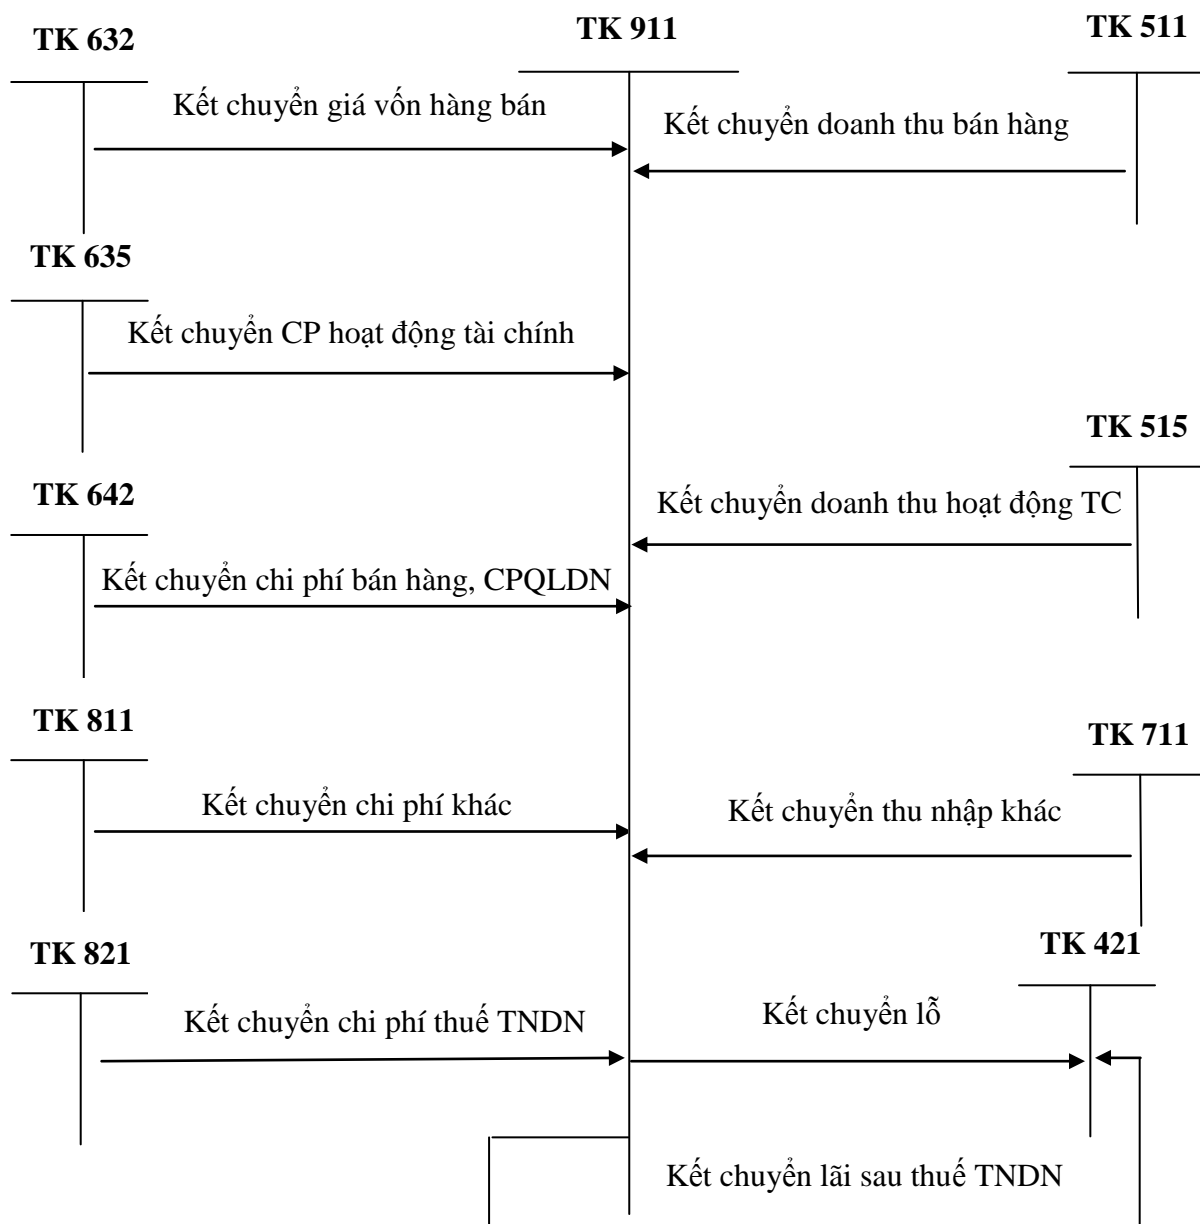 TK 632
TK 911
TK 511
Kết chuyển giá vốn hàng bán
Kết chuyển doanh thu bán hàng
TK 635
Kết chuyển CP hoạt động tài chính
TK 515
TK 642
Kết chuyển doanh thu hoạt động TC
Kết chuyển chi phí bán hàng, CPQLDN
TK 811
TK 711
Kết chuyển chi phí khác
Kết chuyển thu nhập khác
TK 821
TK 421
Kết chuyển chi phí thuế TNDN
Kết chuyển lỗ
Kết chuyển lãi sau thuế TNDN